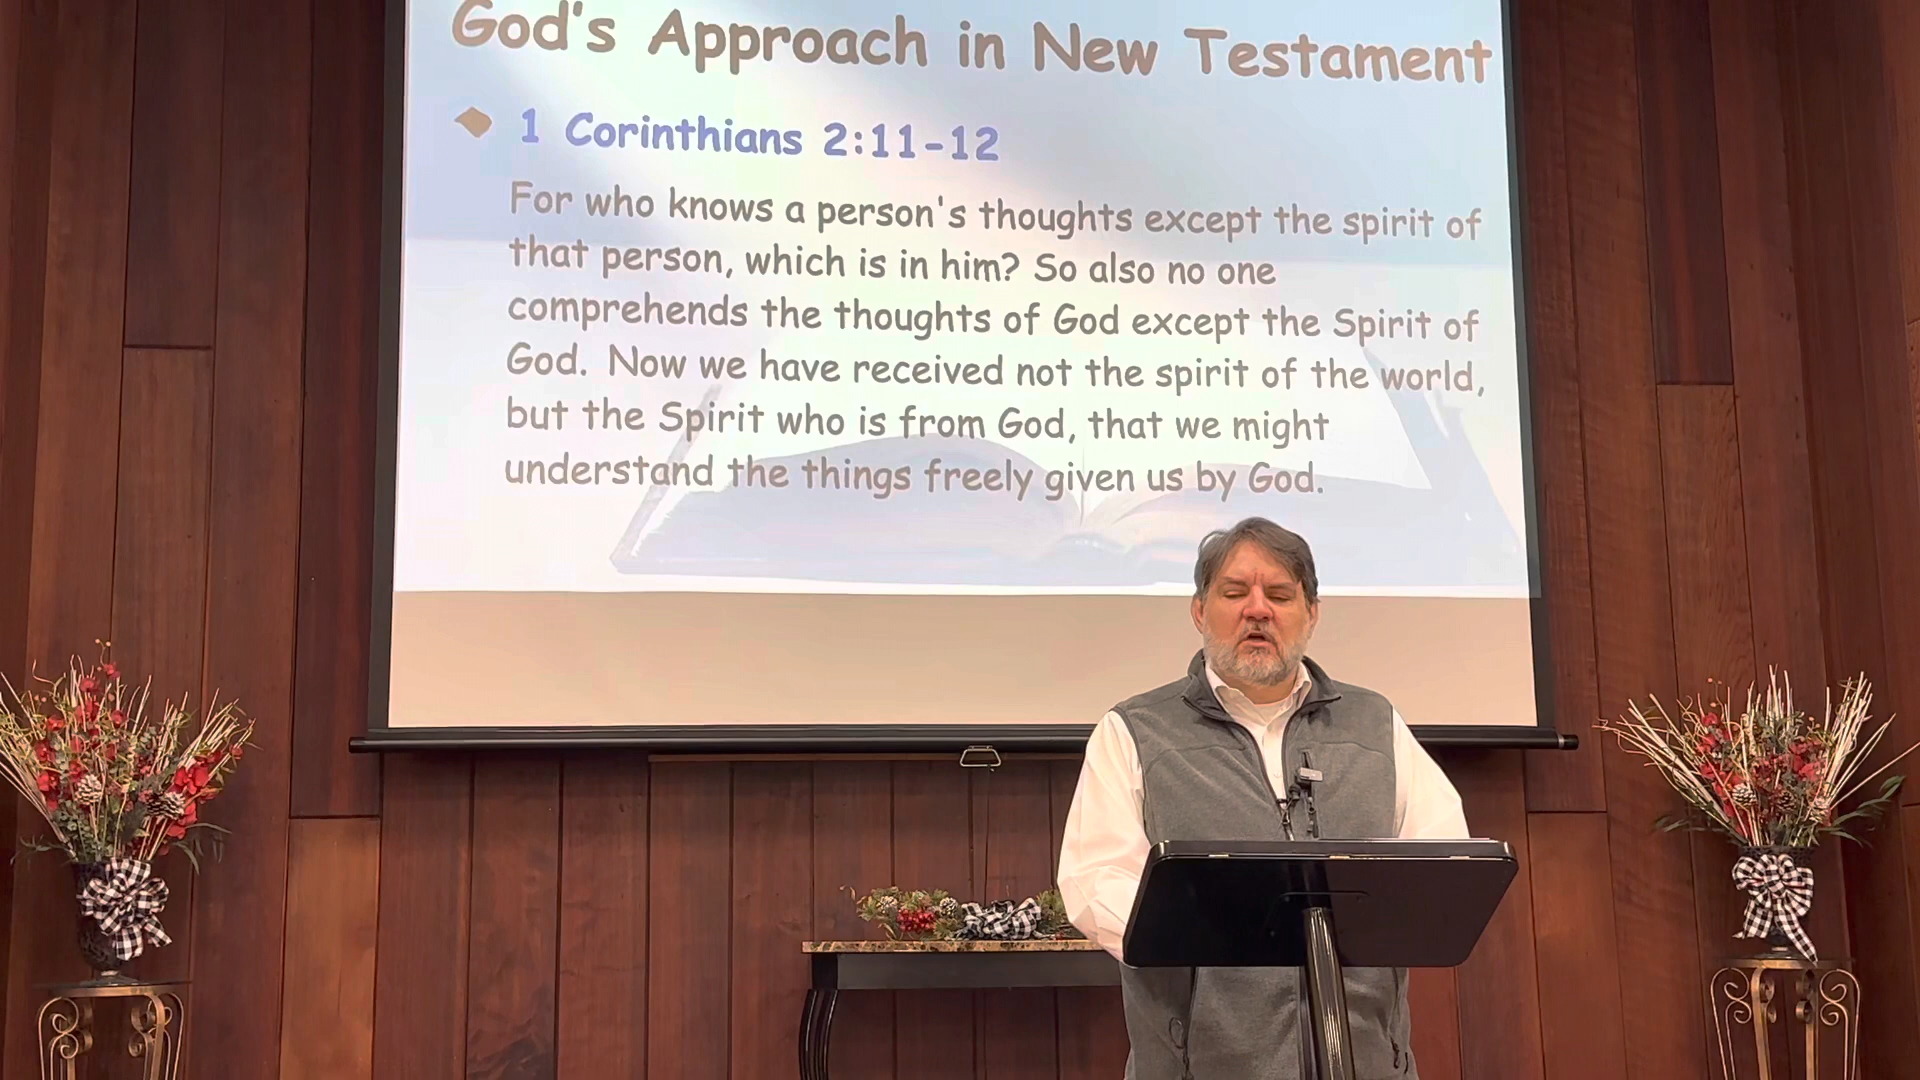 God's Approach in New Testament
1 Corinthians 2:11-12
For who knows a person's thoughts except the spirit of
that person, which is in him? So also no one
comprehends the thoughts of God except the Spirit of
God. Now we have received not the spirit of the world,
but the Spirit who is from God, that we might
understand the things freely given us by God.